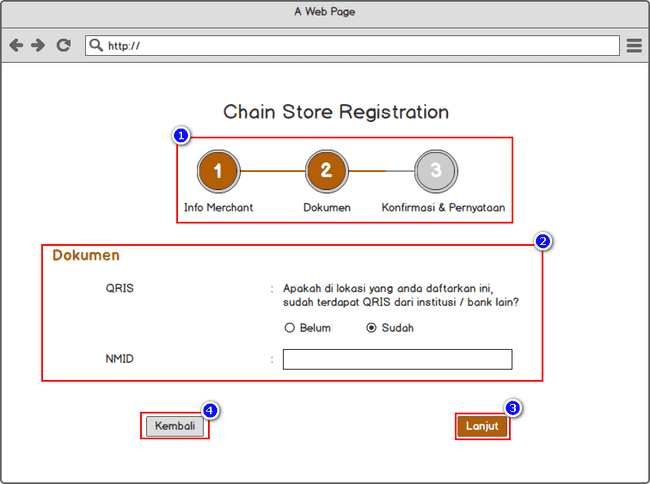 A Web Page
http://
Chain Store Registration
1
1 2 3
Info Merchant Dokumen Konfirmasi & Pernyataan
2
Dokumen
QRIS : Apakah di lokasi yang anda daftarkan ini,
sudah terdapat QRIS dari institusi / bank lain?
Belum Sudah
NMID :
4 3
Kembali Lanjut